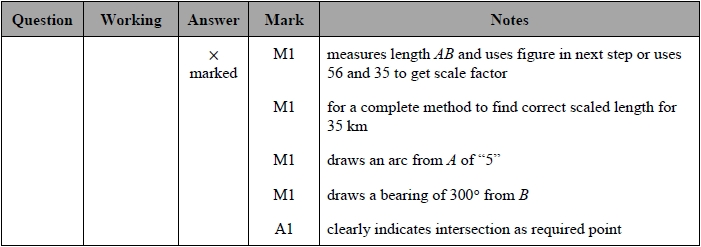 Question Working Answer Mark Notes
× M1 measures length AB and uses figure in next step or uses
marked 56 and 35 to get scale factor
M1 for a complete method to find correct scaled length for
35 km
M1 draws an arc from A of “5”
M1 draws a bearing of 300° from B
A1 clearly indicates intersection as required point